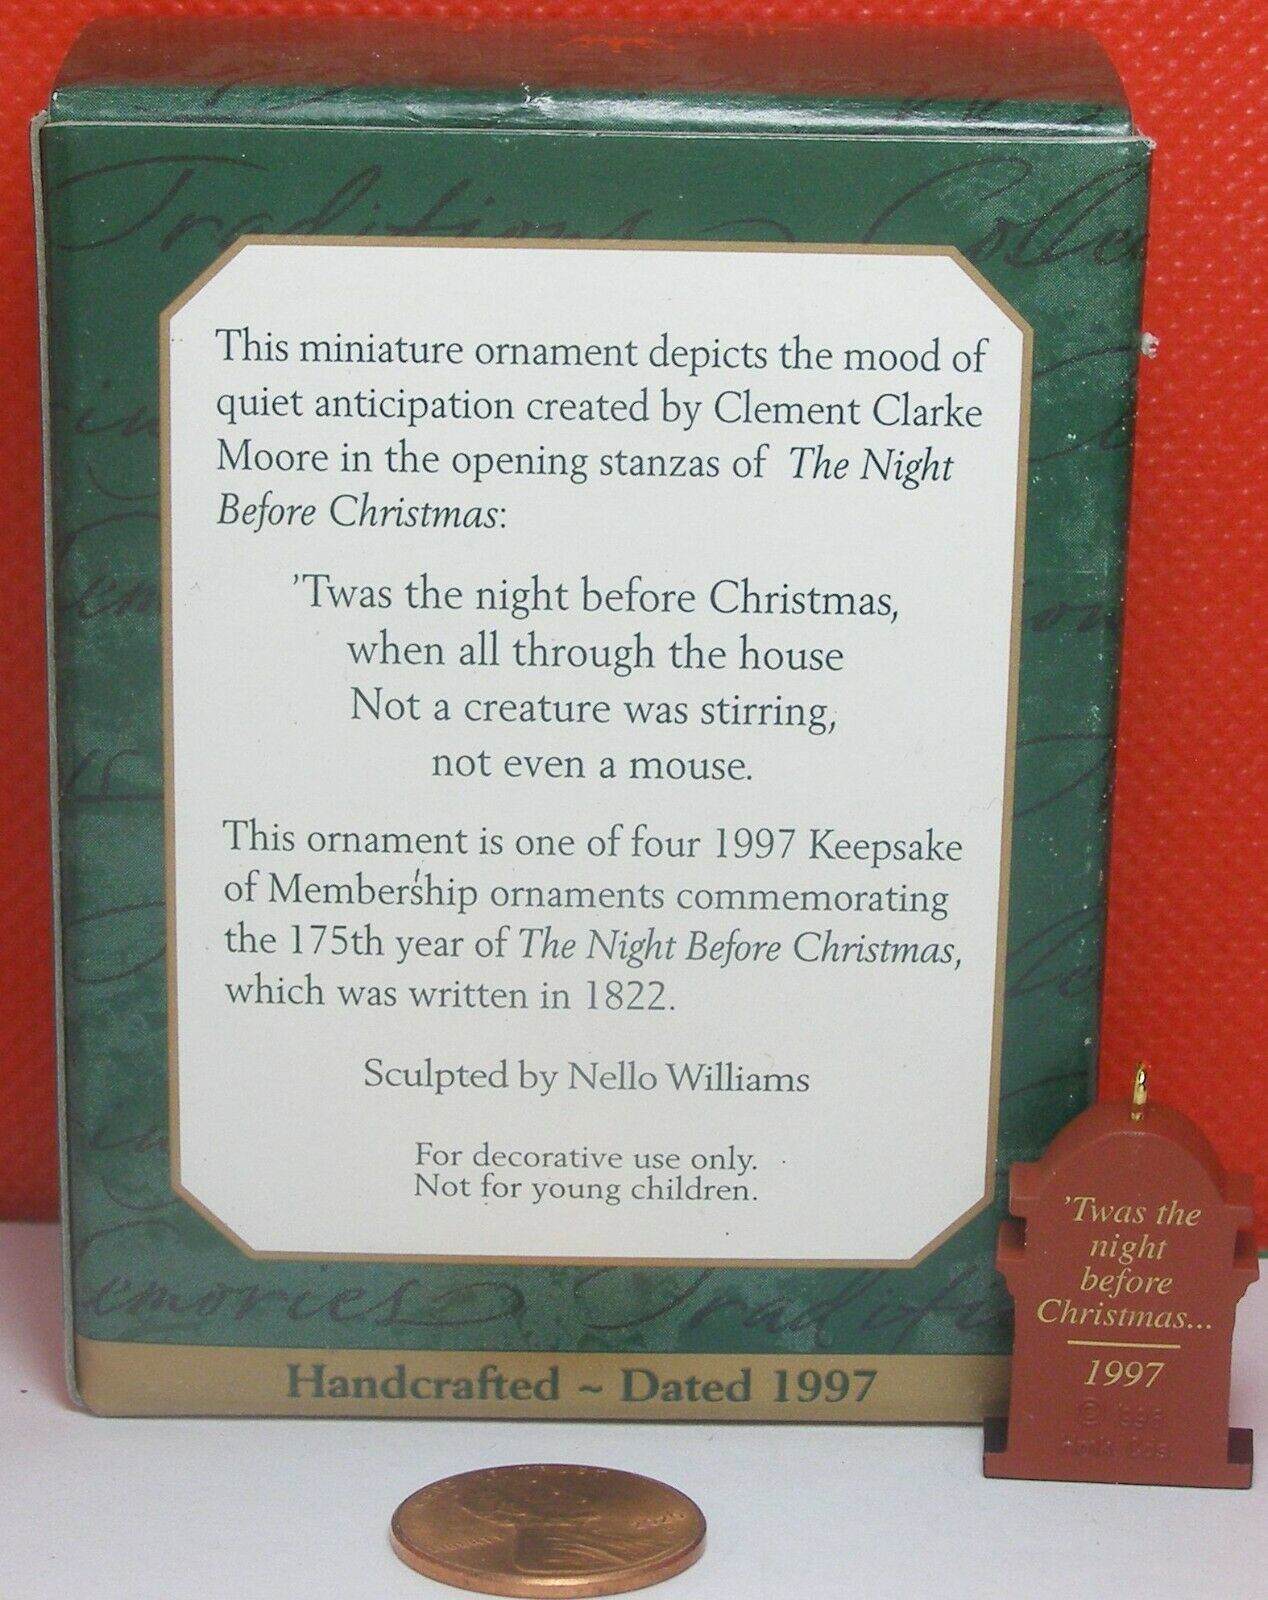 Traditions
This miniature ornament depicts the mood of
quiet anticipation created by Clement Clarke
Moore in the opening stanzas of The Night
Before Christmas:
'Twas the night before Christmas,
when all through the house
Not a creature was stirring,
not even a mouse.
This ornament is one of four 1997 Keepsake
of Membership ornaments commemorating
the 175th year of The Night Before Christmas,
which was written in 1822.
Sculpted by Nello Williams
For decorative use only.
Not for young children.
Handcrafted ~ Dated 1997
'Twas the
night
before
Christmas...
1997